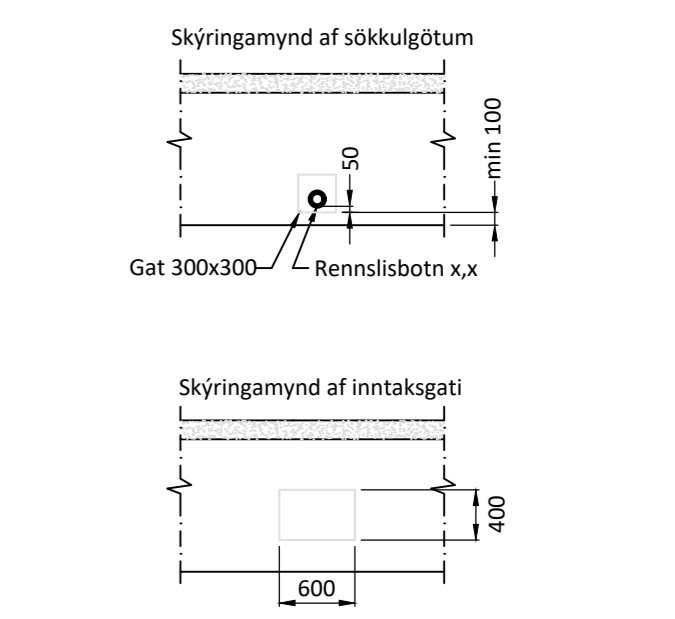 Skýringamynd af sökkulgötum
min 100
50
Gat 300x300
Rennslisbotn x,x
Skýringamynd af inntaksgati
400
600